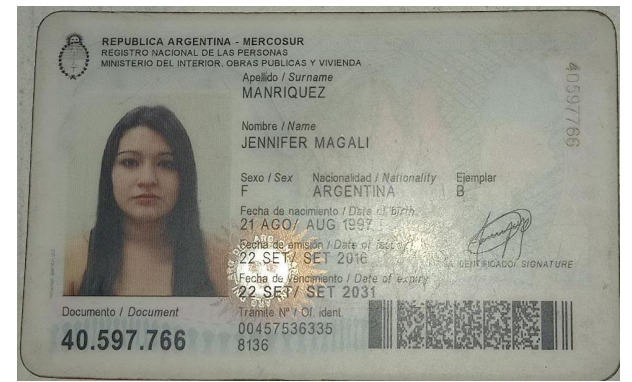 REPUBLICA ARGENTINA - MERCOSUR
REGISTRO NACIONAL DE LAS PERSONAS
MINISTERIO DEL INTERIOR, OBRAS PUBLICAS Y VIVIENDA
Apellido / Surname
MANRIQUEZ
Nombre / Name
JENNIFER MAGALI
Sexo / Sex Nacionalidad / Nationality Ejemplar
F ARGENTINA B
Fecha de nacimiento / Date of birth
21 AGO/ AUG 1997
Fecha de emisión / Date of issue
22 SET/ SET 2016
SIGNATURE
Fecha de vencimiento / Date of expiry
22 SET/ SET 2031
Documento / Document
40.597.766
Tramite Nº / Of. ident.
00457536335
8136
40597766